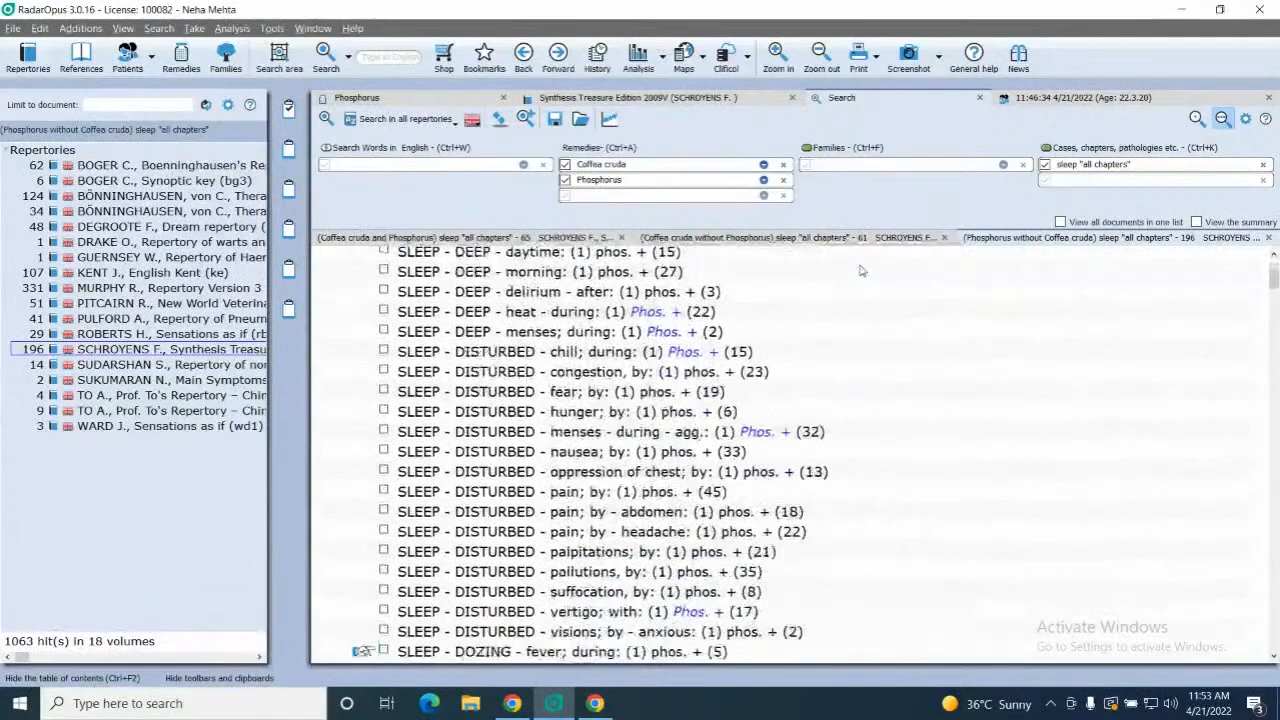 RadarOpus 3.0.16 - License: 100082 - Neha Mehta
File Edit Additions View Search Take Analysis Tools Window Help
Repertories References Patients Remedies Families Search area Search Type in English Shop Bookmarks Back Forward History Analysis Maps Clificol Zoom in Zoom out Print Screenshot General help News
Limit to document:
(Phosphorus without Coffea cruda) sleep "all chapters"
Repertories
62 BOGER C., Boenninghausen's Re
6 BOGER C., Synoptic key (bg3)
124 BÖNNINGHAUSEN, von C., Thera
34 BÖNNINGHAUSEN, von C., Thera
48 DEGROOTE F., Dream repertory (
1 DRAKE O., Repertory of warts an
1 GUERNSEY W., Repertory of Haer
107 KENT J., English Kent (ke)
331 MURPHY R., Repertory Version 3
51 PITCAIRN R., New World Veterina
41 PULFORD A., Repertory of Pneum
29 ROBERTS H., Sensations as if (rb
196 SCHROYENS F., Synthesis Treasu
14 SUDARSHAN S., Repertory of nor
2 SUKUMARAN N., Main Symptoms
4 TO A., Prof. To's Repertory – Chir
9 TO A., Prof. To's Repertory – Chir
3 WARD J., Sensations as if (wd1)
1063 hit(s) in 18 volumes
Hide the table of contents (Ctrl+F2) Hide toolbars and clipboards
Phosphorus Synthesis Treasure Edition 2009V (SCHROYENS F. ) Search 11:46:34 4/21/2022 (Age: 22.3.20)
Search in all repertories
Search Words in English - (Ctrl+W) Remedies- (Ctrl+A) Families - (Ctrl+F) Cases, chapters, pathologies etc. - (Ctrl+K)
Coffea cruda sleep "all chapters"
Phosphorus
View all documents in one list View the summary
(Coffea cruda and Phosphorus) sleep "all chapters" - 65 SCHROYENS F., S... (Coffea cruda without Phosphorus) sleep "all chapters" - 61 SCHROYENS F... (Phosphorus without Coffea cruda) sleep "all chapters" - 196 SCHROYENS ...
SLEEP - DEEP - daytime: (1) phos. + (15)
SLEEP - DEEP - morning: (1) phos. + (27)
SLEEP - DEEP - delirium - after: (1) phos. + (3)
SLEEP - DEEP - heat - during: (1) Phos. + (22)
SLEEP - DEEP - menses; during: (1) Phos. + (2)
SLEEP - DISTURBED - chill; during: (1) Phos. + (15)
SLEEP - DISTURBED - congestion, by: (1) phos. + (23)
SLEEP - DISTURBED - fear; by: (1) phos. + (19)
SLEEP - DISTURBED - hunger; by: (1) phos. + (6)
SLEEP - DISTURBED - menses - during - agg.: (1) Phos. + (32)
SLEEP - DISTURBED - nausea; by: (1) phos. + (33)
SLEEP - DISTURBED - oppression of chest; by: (1) phos. + (13)
SLEEP - DISTURBED - pain; by: (1) phos. + (45)
SLEEP - DISTURBED - pain; by - abdomen: (1) phos. + (18)
SLEEP - DISTURBED - pain; by - headache: (1) phos. + (22)
SLEEP - DISTURBED - palpitations; by: (1) phos. + (21)
SLEEP - DISTURBED - pollutions, by: (1) phos. + (35)
SLEEP - DISTURBED - suffocation, by: (1) phos. + (8)
SLEEP - DISTURBED - vertigo; with: (1) Phos. + (17)
SLEEP - DISTURBED - visions; by - anxious: (1) phos. + (2)
SLEEP - DOZING - fever; during: (1) phos. + (5)
Activate Windows
Go to Settings to activate Windows.
Type here to search
36°C Sunny
11:53 AM
4/21/2022
3